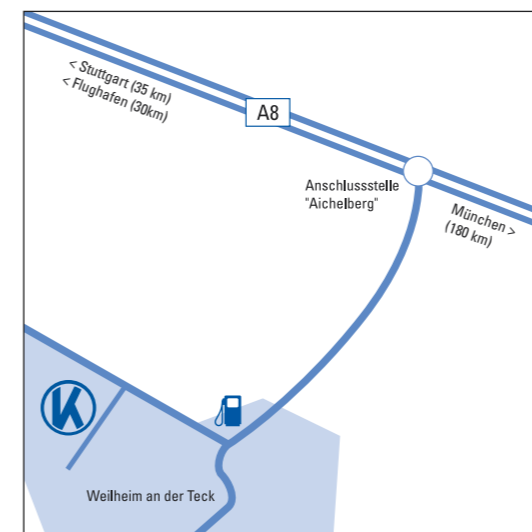 < Stuttgart (35 km)
< Flughafen (30km)
A8
Anschlussstelle
"Aichelberg"
München >
(180 km)
K
Weilheim an der Teck